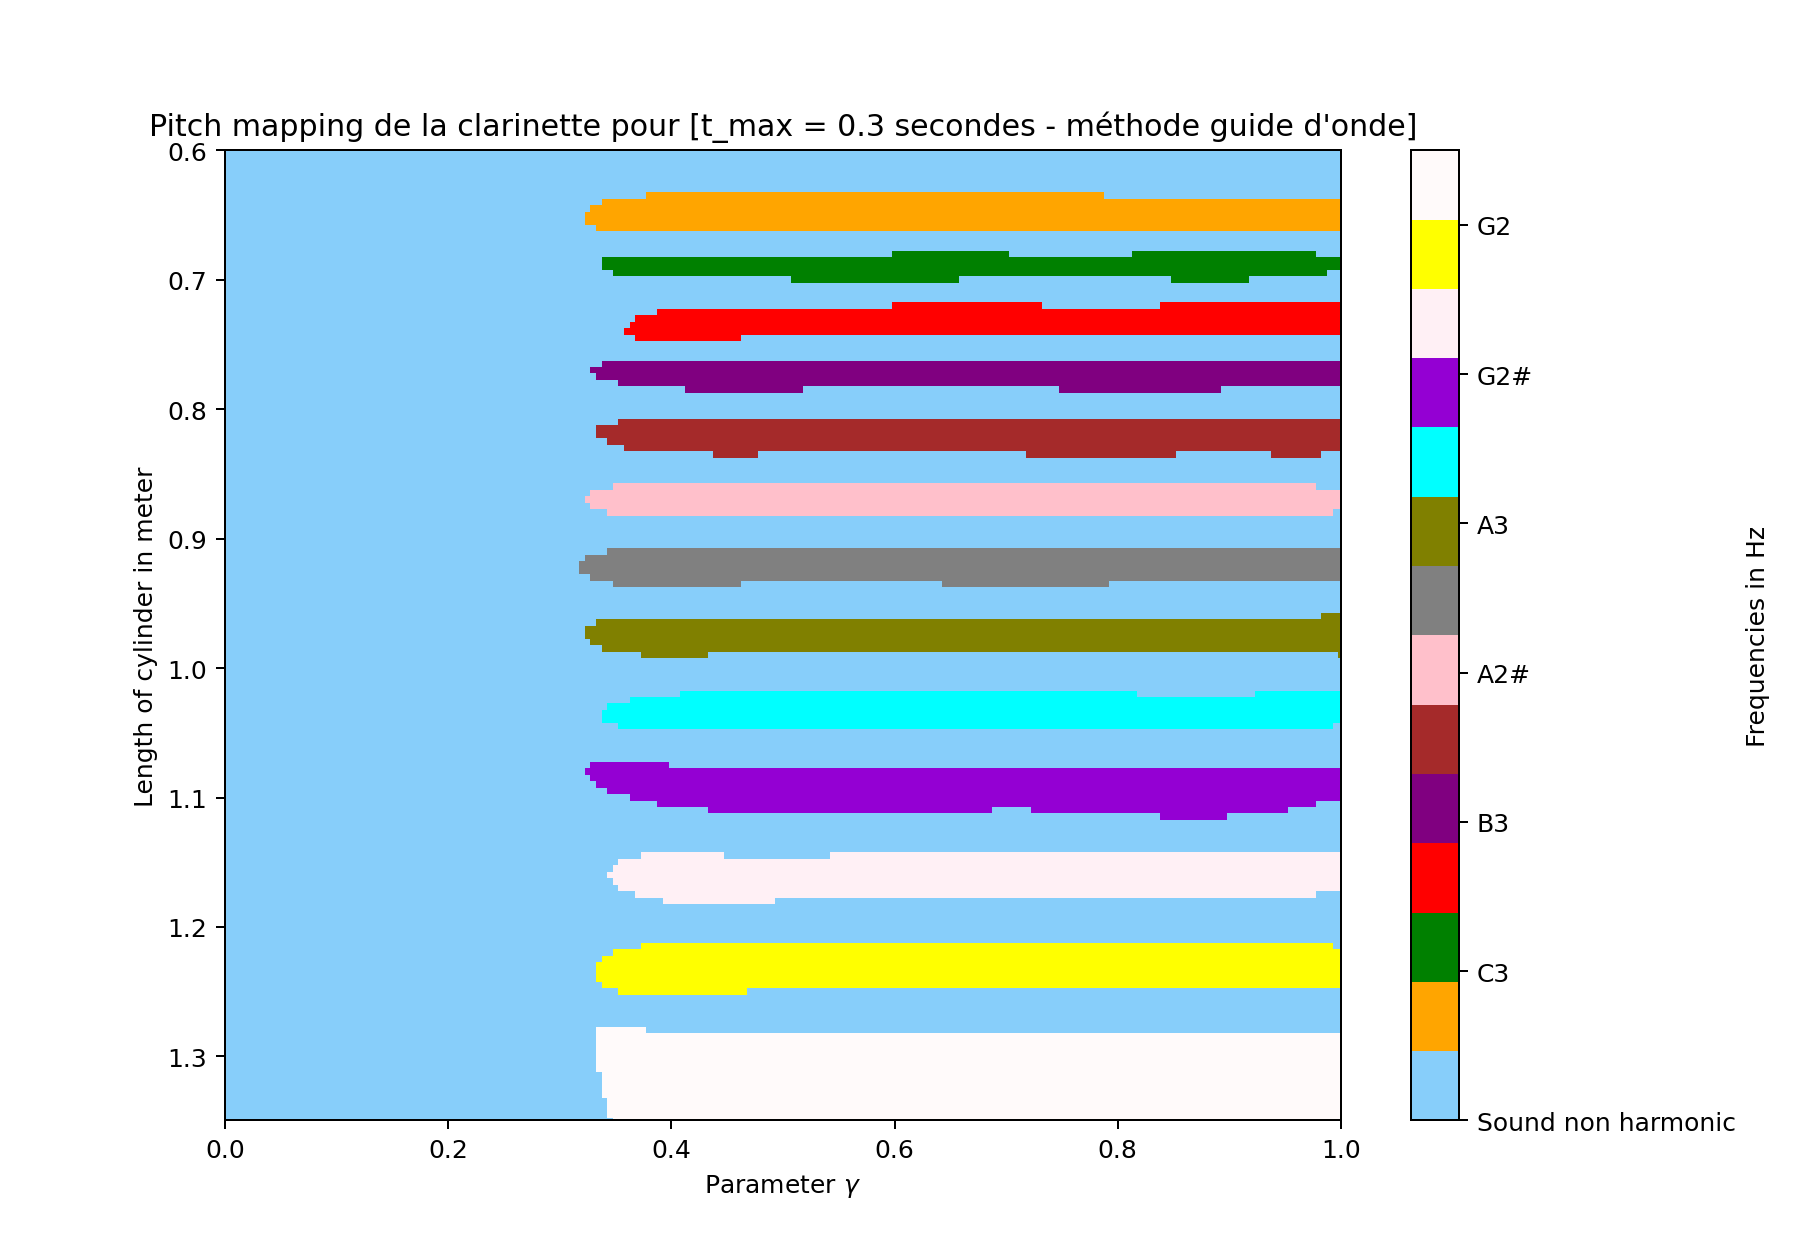 Pitch mapping de la clarinette pour [t_max = 0.3 secondes - méthode guide d'onde]
Length of cylinder in meter
0.6
0.7
0.8
0.9
1.0
1.1
1.2
1.3
0.0 0.2 0.4 0.6 0.8 1.0
Parameter γ
G2
G2#
A3
A2#
B3
C3
Sound non harmonic
Frequencies in Hz